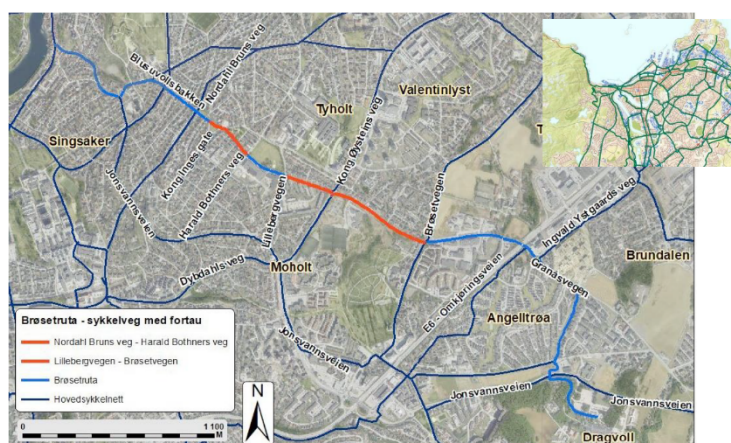 Blusuvollsbakken
Nordahl Bruns veg
Valentinlyst
Tyholt
Singsaker
Kong Inges gate
Harald Bothners veg
Jonsvannsveien
Lillebergvegen
Kong Øysteins veg
T
Brøsetvegen
Ingvald Ystgaards veg
Brundalen
Granåsvegen
Dybdahls veg
Moholt
E6 - Omkjøringsveien
Angelltrøa
Jonsvannsveien
Jonsvannsveien
Jonsvannsveien
Dragvoll
Brøsetruta - sykkelveg med fortau
Nordahl Bruns veg - Harald Bothners veg
Lillebergvegen - Brøsetvegen
Brøsetruta
Hovedsykkelnett
N
0 1 100
M